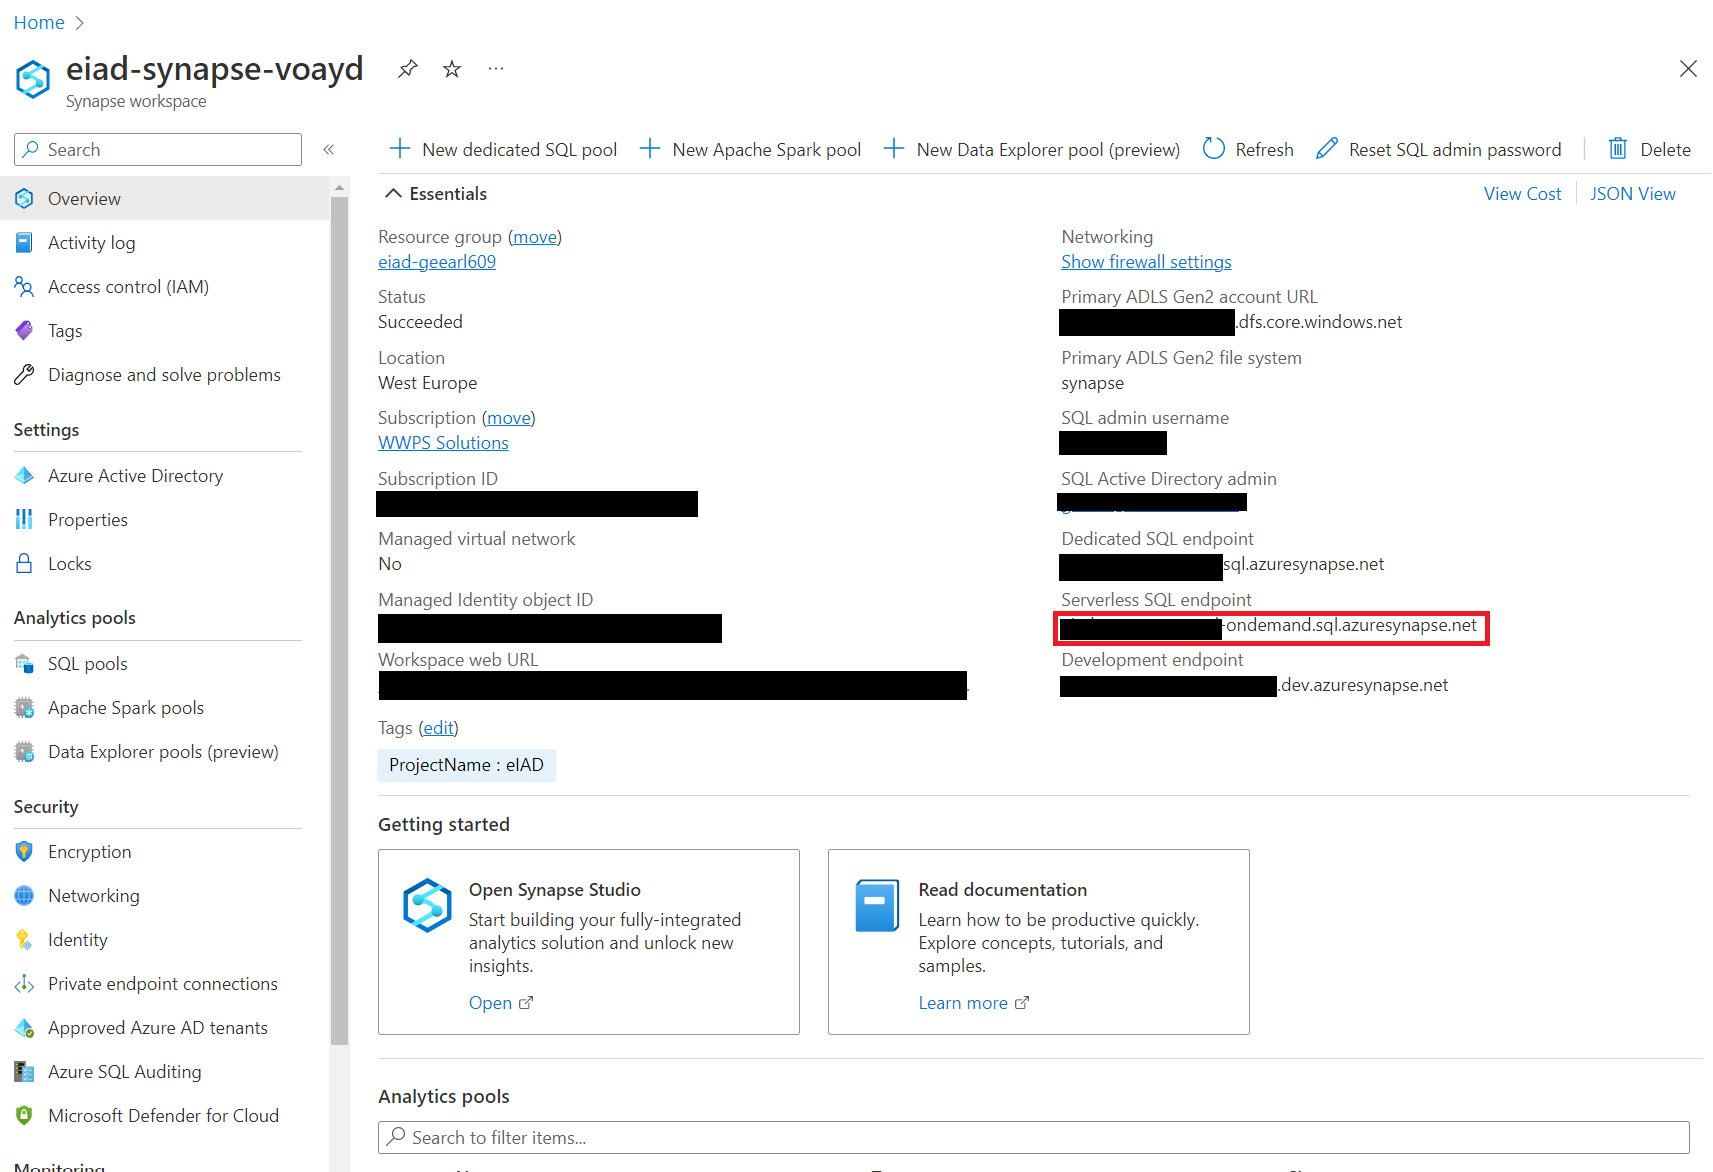 Home
eiad-synapse-voayd
Synapse workspace
Search
«
New dedicated SQL pool
New Apache Spark pool
New Data Explorer pool (preview)
Refresh
Reset SQL admin password
Delete
Overview
Activity log
Access control (IAM)
Tags
Diagnose and solve problems
Settings
Azure Active Directory
Properties
Locks
Analytics pools
SQL pools
Apache Spark pools
Data Explorer pools (preview)
Security
Encryption
Networking
Identity
Private endpoint connections
Approved Azure AD tenants
Azure SQL Auditing
Microsoft Defender for Cloud
Monitoring
Essentials
View Cost
JSON View
Resource group (move)
eiad-geearl609
Status
Succeeded
Location
West Europe
Subscription (move)
WWPS Solutions
Subscription ID
Managed virtual network
No
Managed Identity object ID
Workspace web URL
Tags (edit)
ProjectName : eIAD
Networking
Show firewall settings
Primary ADLS Gen2 account URL
.dfs.core.windows.net
Primary ADLS Gen2 file system
synapse
SQL admin username
SQL Active Directory admin
Dedicated SQL endpoint
sql.azuresynapse.net
Serverless SQL endpoint
-ondemand.sql.azuresynapse.net
Development endpoint
.dev.azuresynapse.net
Getting started
Open Synapse Studio
Start building your fully-integrated
analytics solution and unlock new
insights.
Open
Read documentation
Learn how to be productive quickly.
Explore concepts, tutorials, and
samples.
Learn more
Analytics pools
Search to filter items...